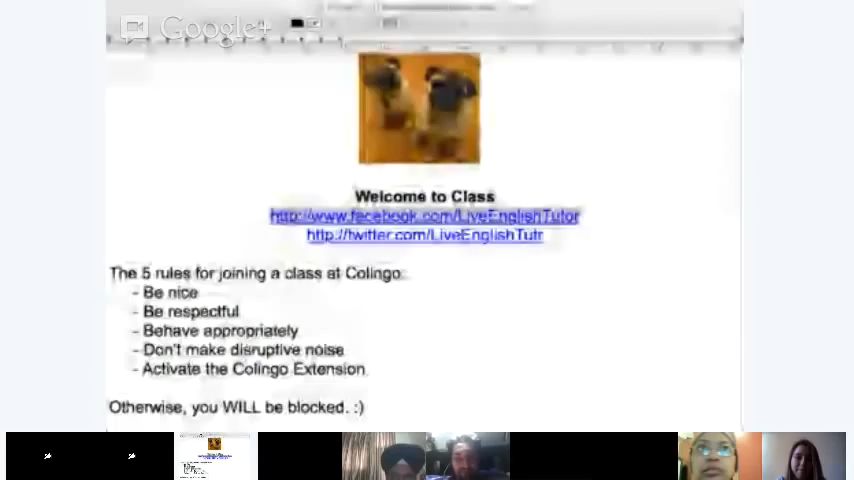 Google+
Welcome to Class
http://www.facebook.com/LiveEnglishTutor
http://twitter.com/LiveEnglishTutr
The 5 rules for joining a class at Colingo:
- Be nice
- Be respectful
- Behave appropriately
- Don't make disruptive noise
- Activate the Colingo Extension
Otherwise, you WILL be blocked. :)